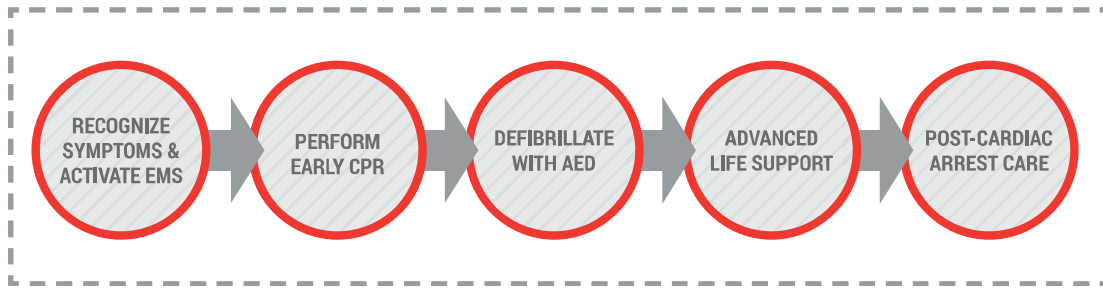 RECOGNIZE
SYMPTOMS &
ACTIVATE EMS
PERFORM
EARLY CPR
DEFIBRILLATE
WITH AED
ADVANCED
LIFE SUPPORT
POST-CARDIAC
ARREST CARE